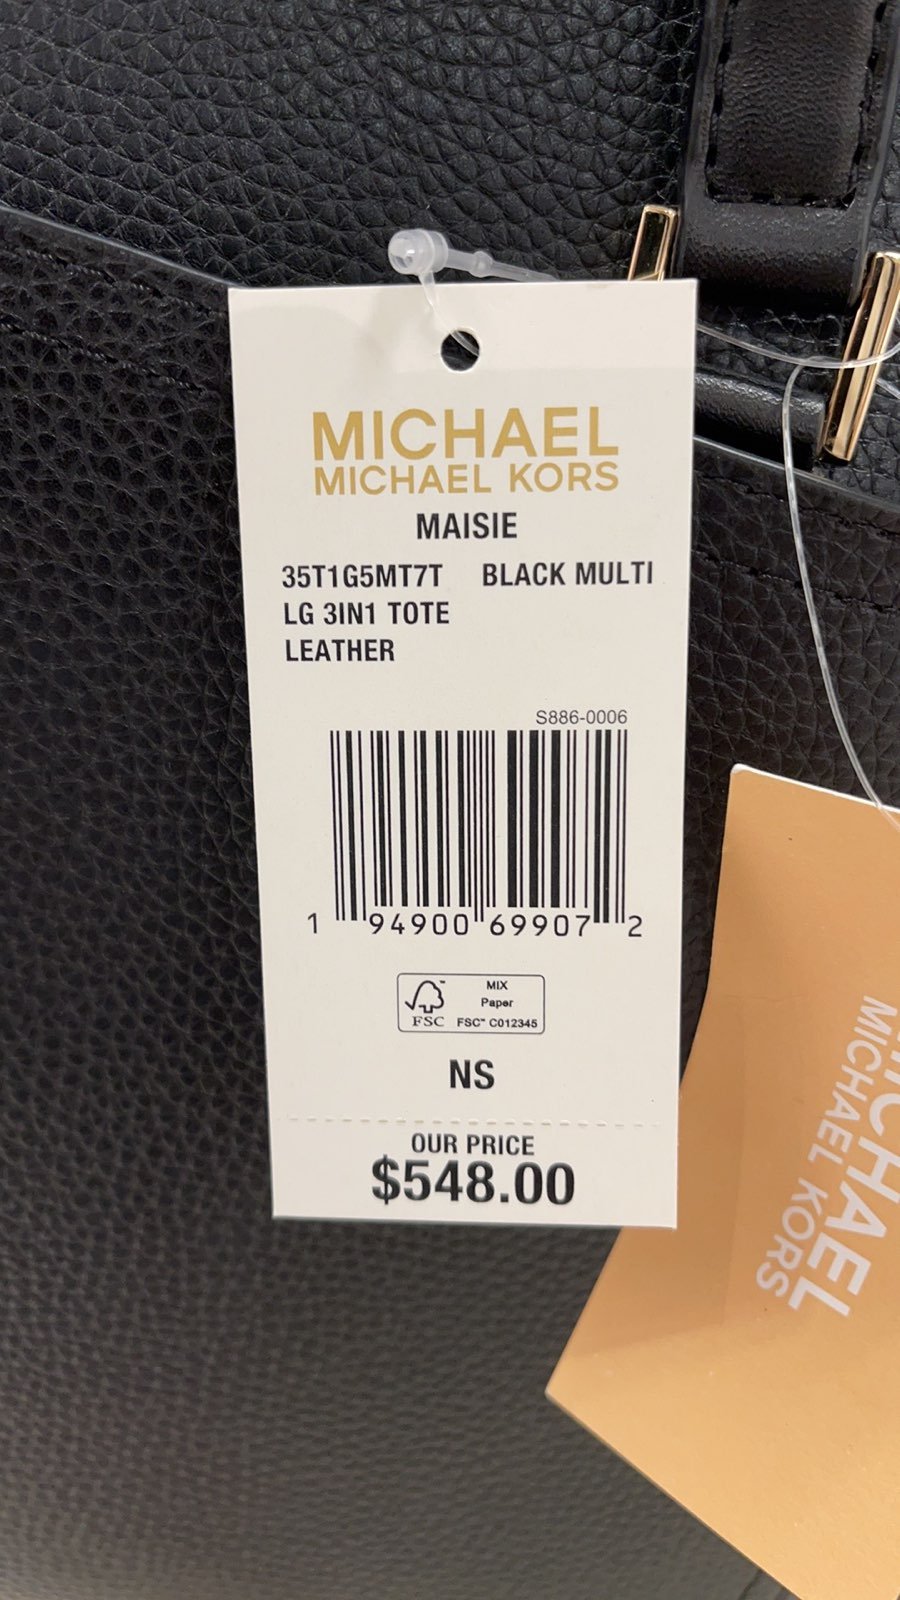 MICHAEL
MICHAEL KORS
MAISIE
35T1G5MT7T BLACK MULTI
LG 3IN1 TOTE
LEATHER
S886-0006
1 94900 69907 2
MIX
Paper
FSC FSC™ C012345
NS
OUR PRICE
$548.00
MICHAEL
MICHAEL KORS